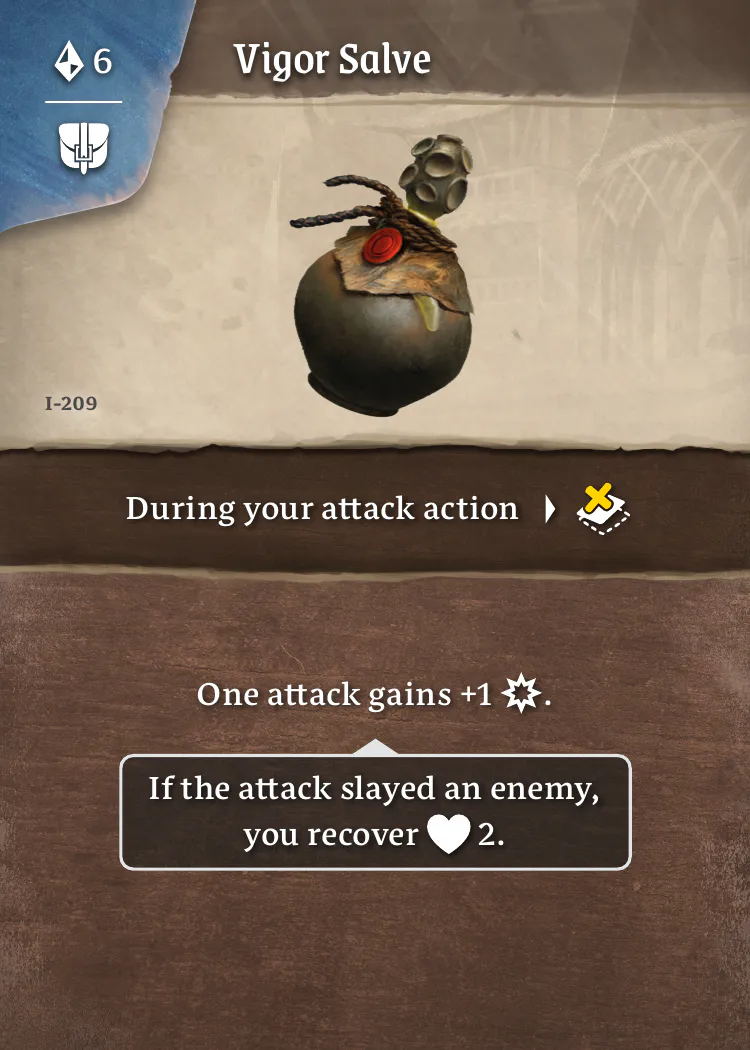 6
Vigor Salve
I-209
During your attack action
One attack gains +1 .
If the attack slayed an enemy,
you recover 2.